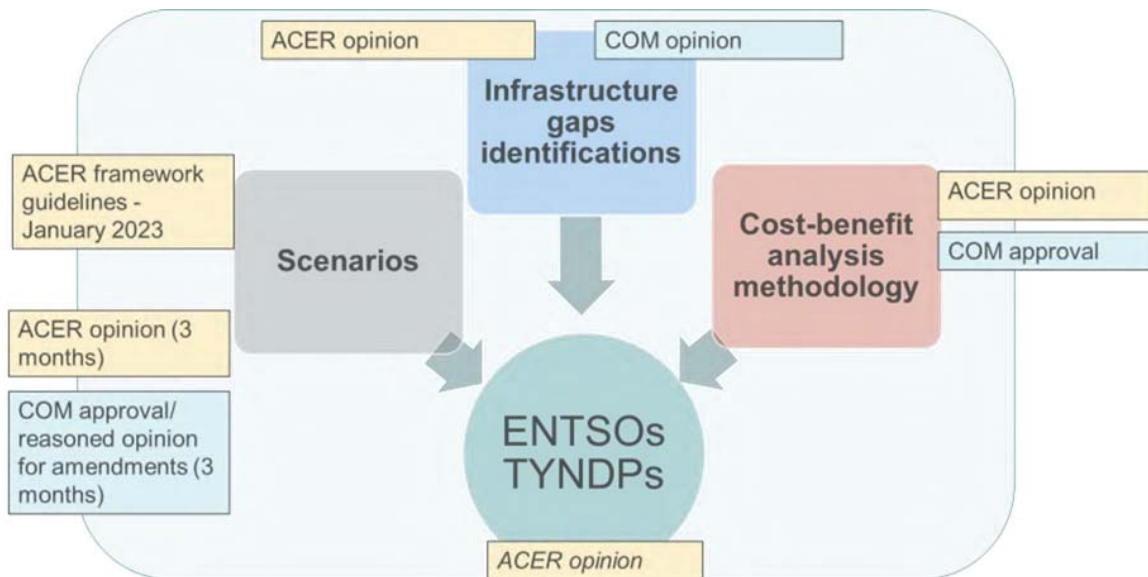 ACER opinion
COM opinion
Infrastructure
gaps
identifications
ACER framework
guidelines -
January 2023
Scenarios
ACER opinion (3
months)
COM approval/
reasoned opinion
for amendments (3
months)
Cost-benefit
analysis
methodology
ACER opinion
COM approval
ENTSOs
TYNDPs
ACER opinion